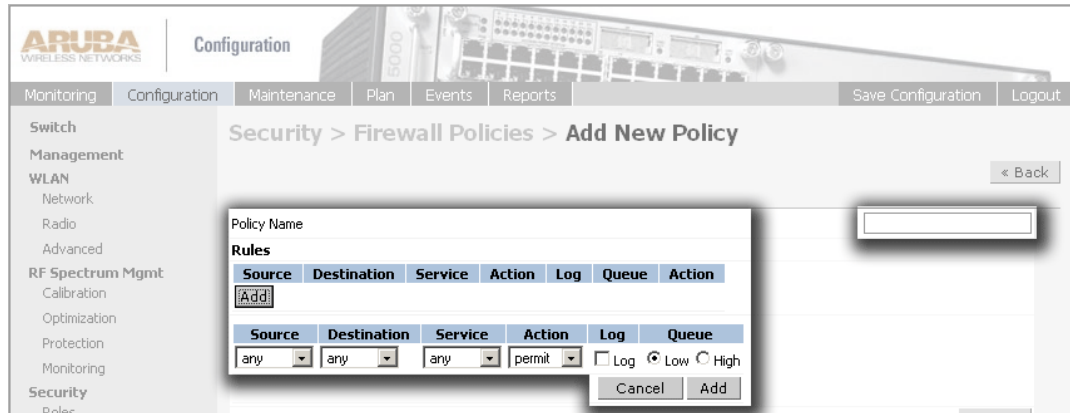 ARUBA
WIRELESS NETWORKS
Configuration
5000
Monitoring Configuration Maintenance Plan Events Reports Save Configuration Logout
Switch
Management
WLAN
Network
Radio
Advanced
RF Spectrum Mgmt
Calibration
Optimization
Protection
Monitoring
Security
Roles
Security > Firewall Policies > Add New Policy
« Back
Policy Name
Rules
Source Destination Service Action Log Queue Action
Add
Source Destination Service Action Log Queue
any any any permit Log Low High
Cancel Add